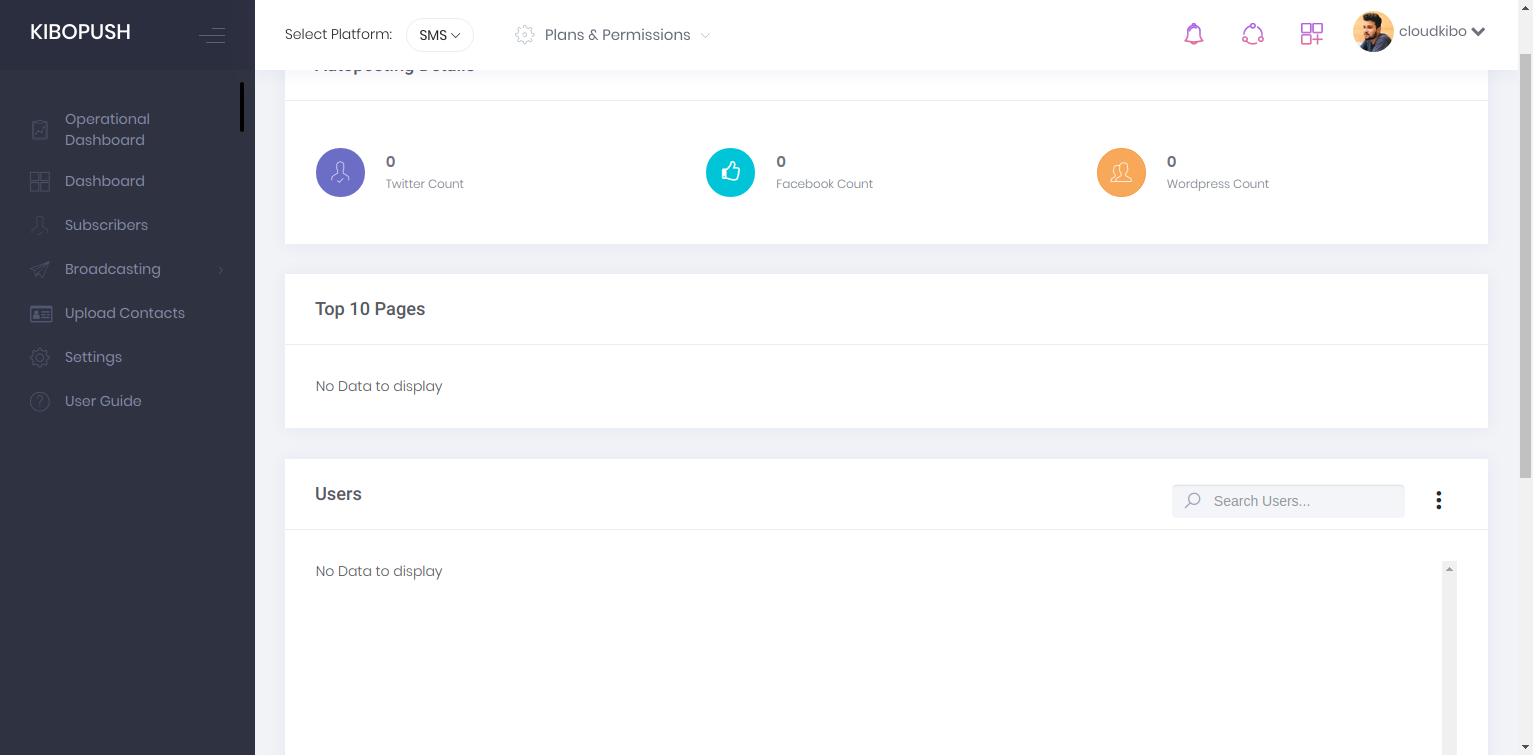 KIBOPUSH
Select Platform:
SMS
Plans & Permissions
cloudkibo
Operational
Dashboard
Dashboard
Subscribers
Broadcasting
Upload Contacts
Settings
User Guide
Autoposting Details
0
Twitter Count
0
Facebook Count
0
Wordpress Count
Top 10 Pages
No Data to display
Users
Search Users...
No Data to display